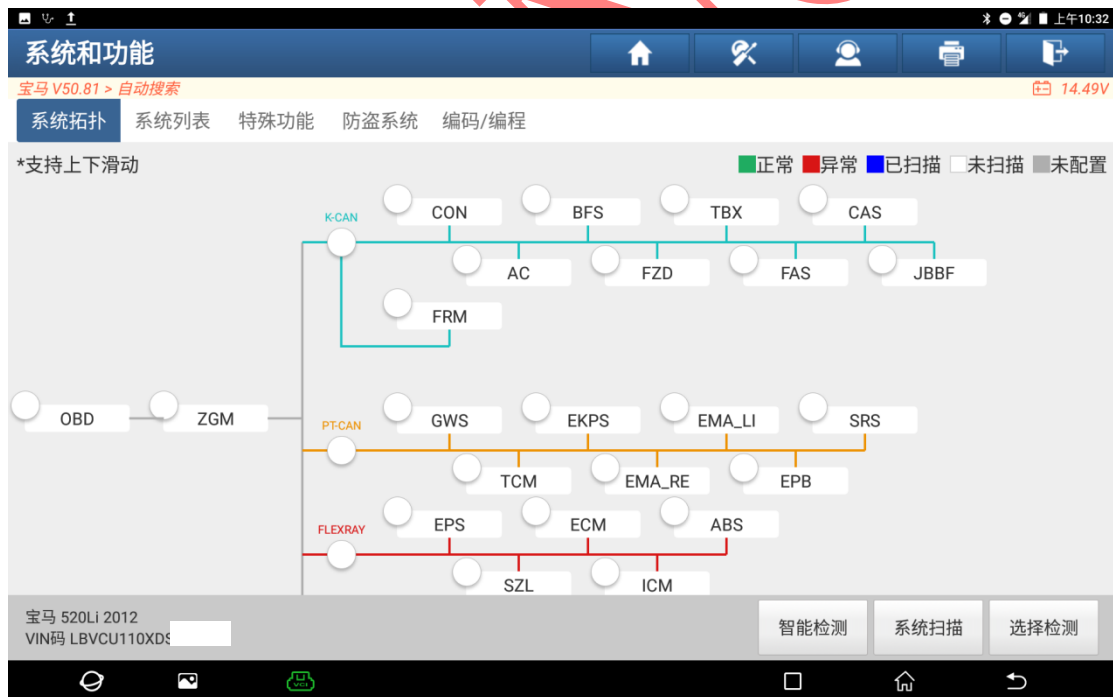 上午10:32
系统和功能
宝马 V50.81 > 自动搜索
14.49V
系统拓扑 系统列表 特殊功能 防盗系统 编码/编程
*支持上下滑动
正常 异常 已扫描 未扫描 未配置
K-CAN
CON BFS TBX CAS
AC FZD FAS JBBF
FRM
OBD ZGM
PT-CAN
GWS EKPS EMA_LI SRS
TCM EMA_RE EPB
FLEXRAY
EPS ECM ABS
SZL ICM
宝马 520Li 2012
VIN码 LBVCU110XDS
智能检测 系统扫描 选择检测
VCI